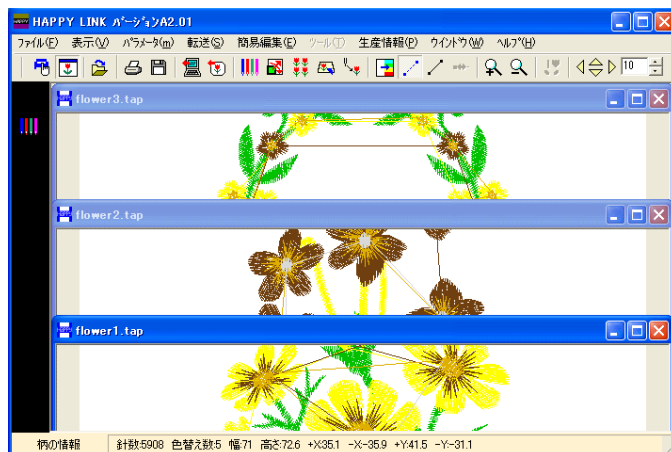 HAPPY LINK ﾊﾞｰｼﾞｮﾝA2.01
ﾌｧｲﾙ(F) 表示(V) ﾊﾟﾗﾒｰﾀ(m) 転送(S) 簡易編集(E) ﾂｰﾙ(T) 生産情報(P) ｳｲﾝﾄﾞｳ(W) ﾍﾙﾌﾟ(H)
10
flower3.tap
flower2.tap
flower1.tap
柄の情報 針数:5908 色替え数:5 幅:71 高さ:72.6 +X:35.1 -X:-35.9 +Y:41.5 -Y:-31.1